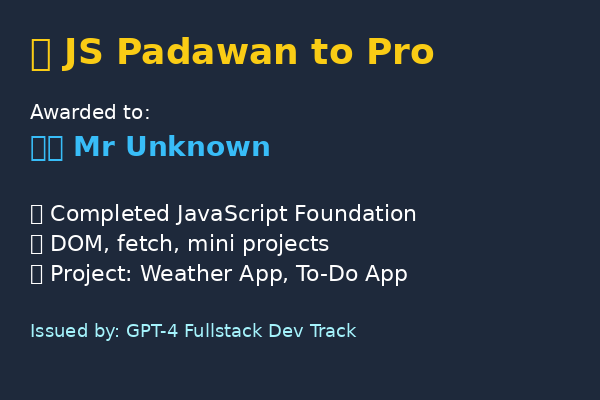 JS Padawan to Pro
Awarded to:
Mr Unknown
Completed JavaScript Foundation
DOM, fetch, mini projects
Project: Weather App, To-Do App
Issued by: GPT-4 Fullstack Dev Track